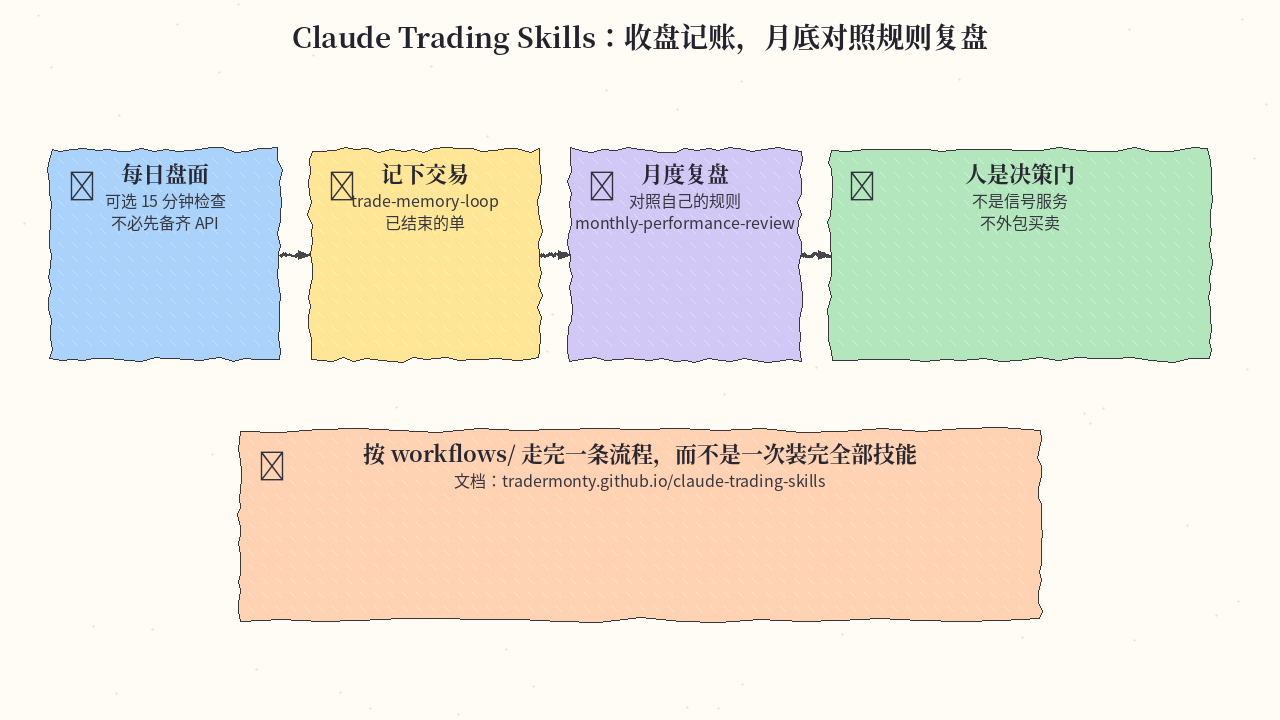 Claude Trading Skills：收盘记账，月底对照规则复盘
每日盘面
可选 15 分钟检查
不必先备齐 API
记下交易
trade-memory-loop
已结束的单
月度复盘
对照自己的规则
monthly-performance-review
人是决策门
不是信号服务
不外包买卖
按 workflows/ 走完一条流程，而不是一次装完全部技能
文档：tradermonty.github.io/claude-trading-skills